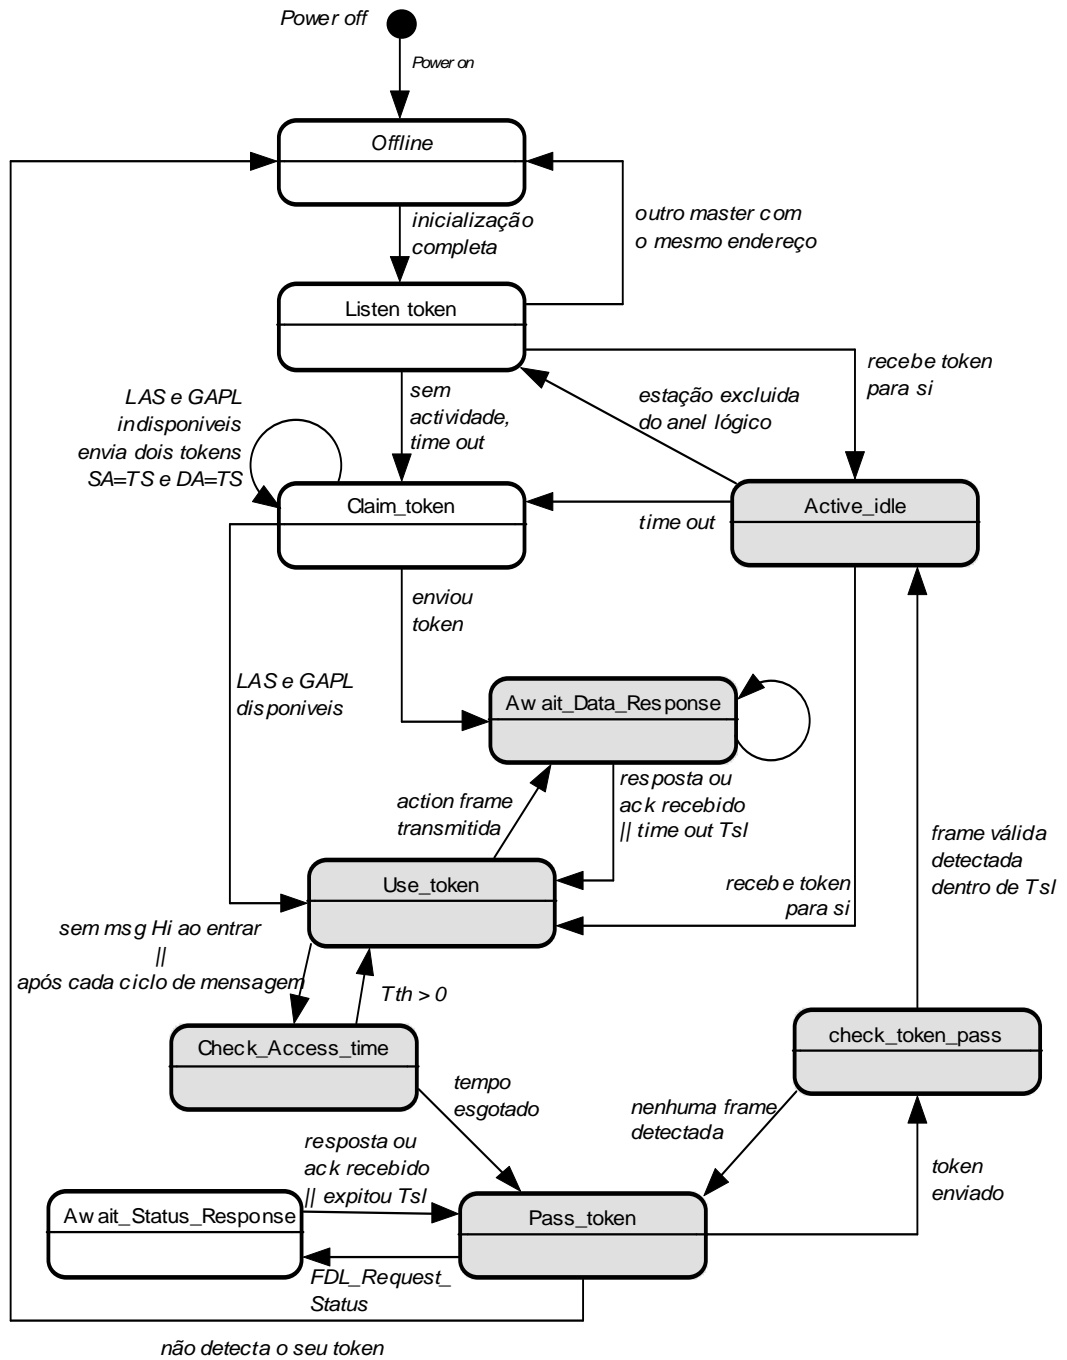 Power off
Power on
Offline
inicialização
completa
outro master com
o mesmo endereço
Listen token
recebe token
para si
sem
actividade,
time out
estação excluida
do anel lógico
LAS e GAPL
indisponiveis
envia dois tokens
SA=TS e DA=TS
Claim_token
time out
Active_idle
enviou
token
LAS e GAPL
disponiveis
Await_Data_Response
action frame
transmitida
resposta ou
ack recebido
|| time out Tsl
frame válida
detectada
dentro de Tsl
Use_token
recebe token
para si
sem msg Hi ao entrar
||
após cada ciclo de mensagem
Tth > 0
Check_Access_time
check_token_pass
tempo
esgotado
nenhuma frame
detectada
resposta ou
ack recebido
|| expitou Tsl
token
enviado
Await_Status_Response
Pass_token
FDL_Request_
Status
não detecta o seu token